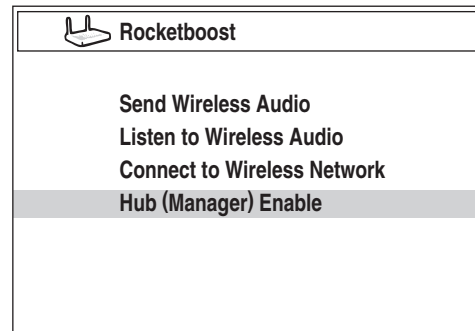 Rocketboost
Send Wireless Audio
Listen to Wireless Audio
Connect to Wireless Network
Hub (Manager) Enable